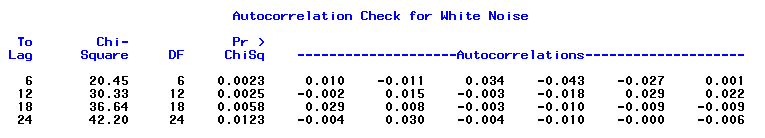 Autocorrelation Check for White Noise
To Chi- Pr >
Lag Square DF ChiSq --------------------Autocorrelations--------------------
6 20.45 6 0.0023 0.010 -0.011 0.034 -0.043 -0.027 0.001
12 30.33 12 0.0025 -0.002 0.015 -0.003 -0.018 0.029 0.022
18 36.64 18 0.0058 0.029 0.008 -0.003 -0.010 -0.009 -0.009
24 42.20 24 0.0123 -0.004 0.030 -0.004 -0.010 -0.000 -0.006